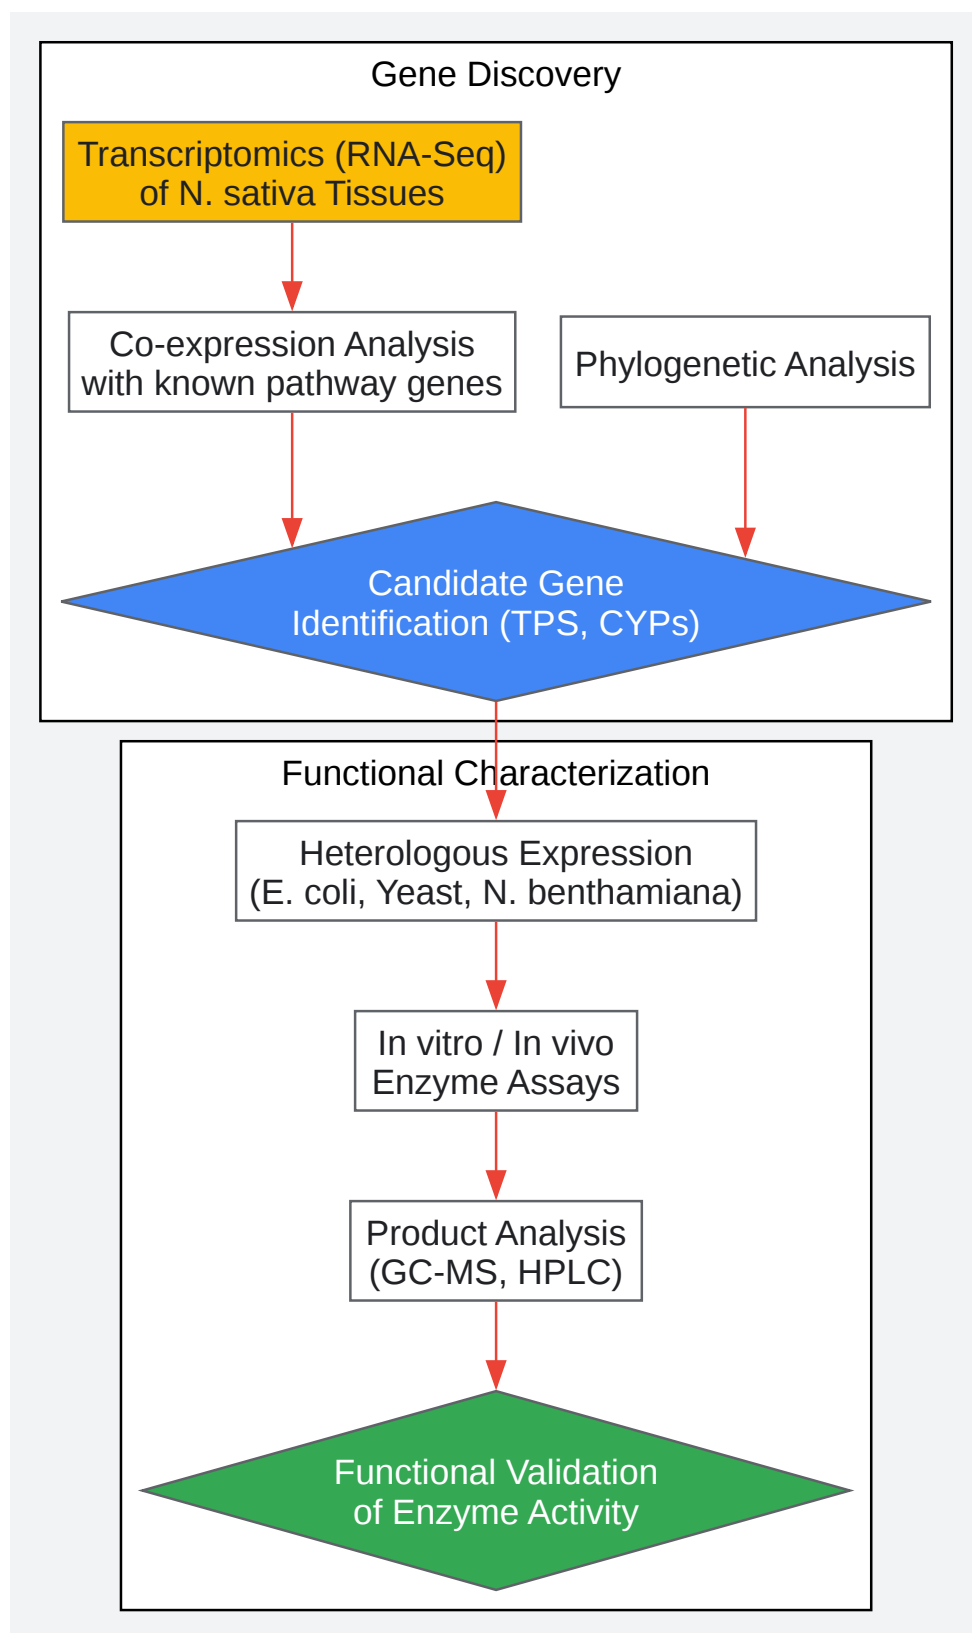 Gene Discovery
Transcriptomics (RNA-Seq)
of N. sativa Tissues
Co-expression Analysis
with known pathway genes
Phylogenetic Analysis
Candidate Gene
Identification (TPS, CYPs)
Functional Characterization
Heterologous Expression
(E. coli, Yeast, N. benthamiana)
In vitro / In vivo
Enzyme Assays
Product Analysis
(GC-MS, HPLC)
Functional Validation
of Enzyme Activity